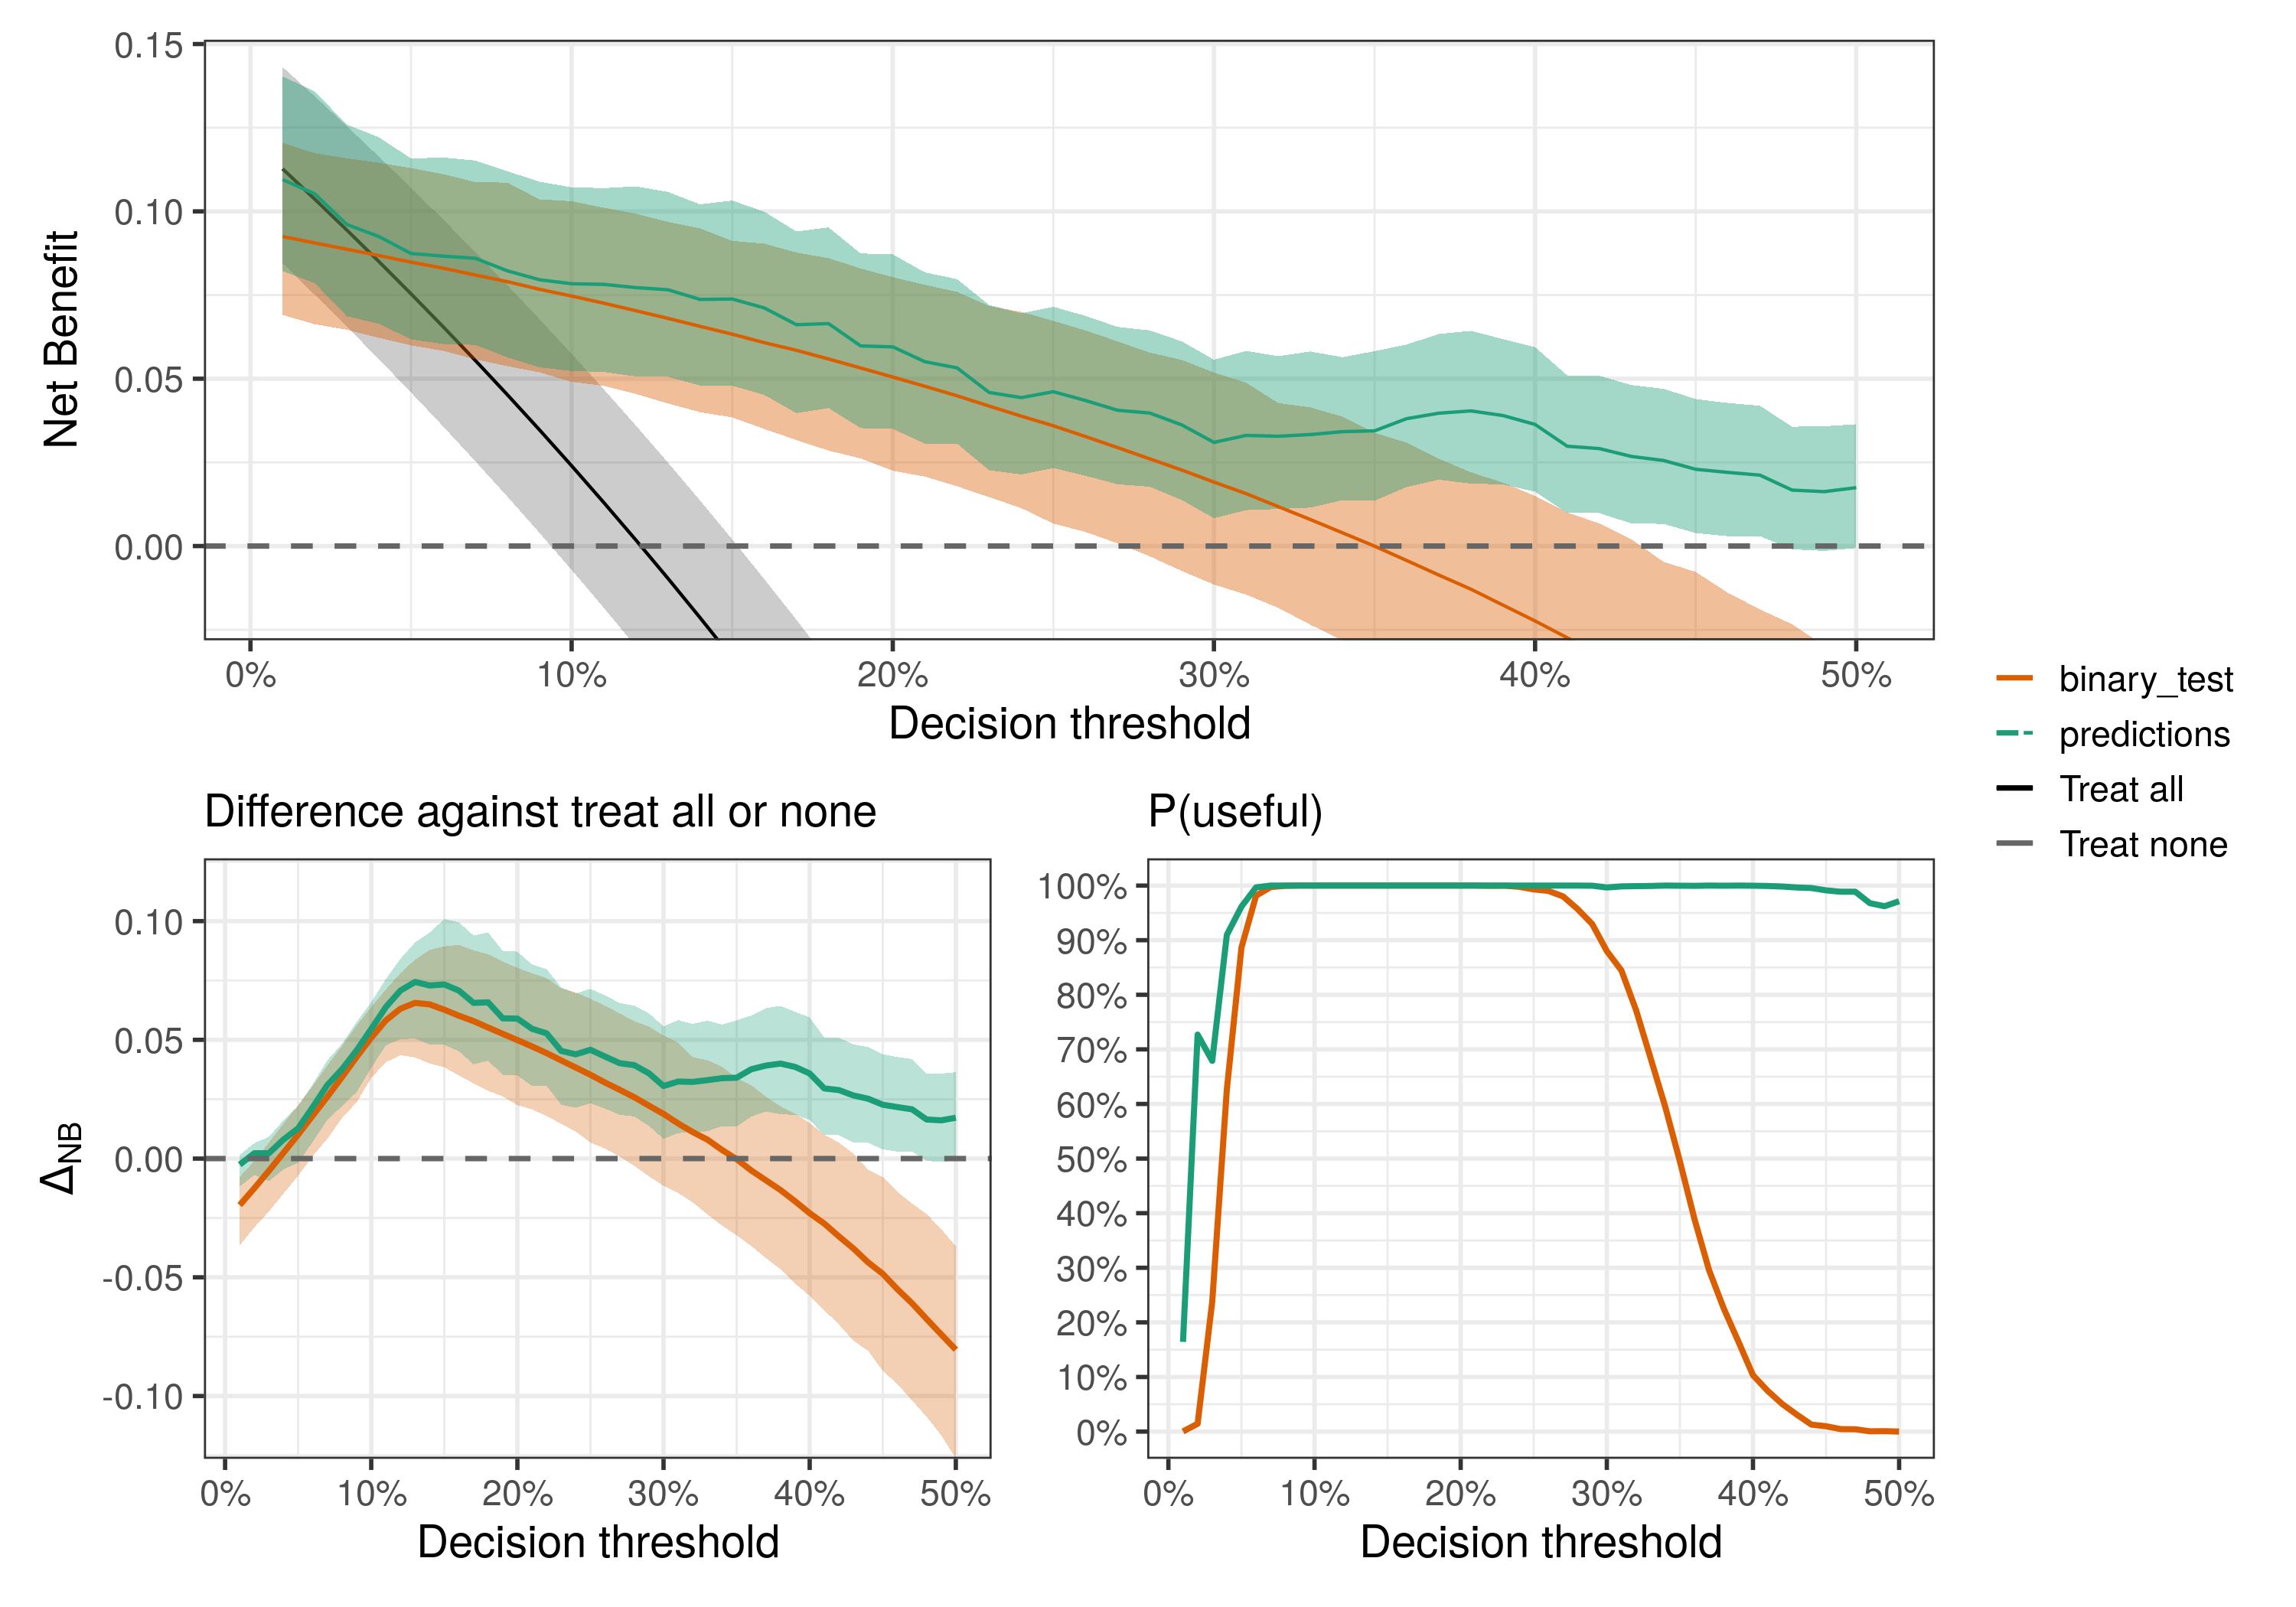 0.15
0.10
0.05
0.00
Net Benefit
0% 10% 20% 30% 40% 50%
Decision threshold
binary_test
predictions
Treat all
Treat none
Difference against treat all or none
0.10
0.05
0.00
-0.05
-0.10
ΔNB
0% 10% 20% 30% 40% 50%
Decision threshold
P(useful)
100%
90%
80%
70%
60%
50%
40%
30%
20%
10%
0%
0% 10% 20% 30% 40% 50%
Decision threshold